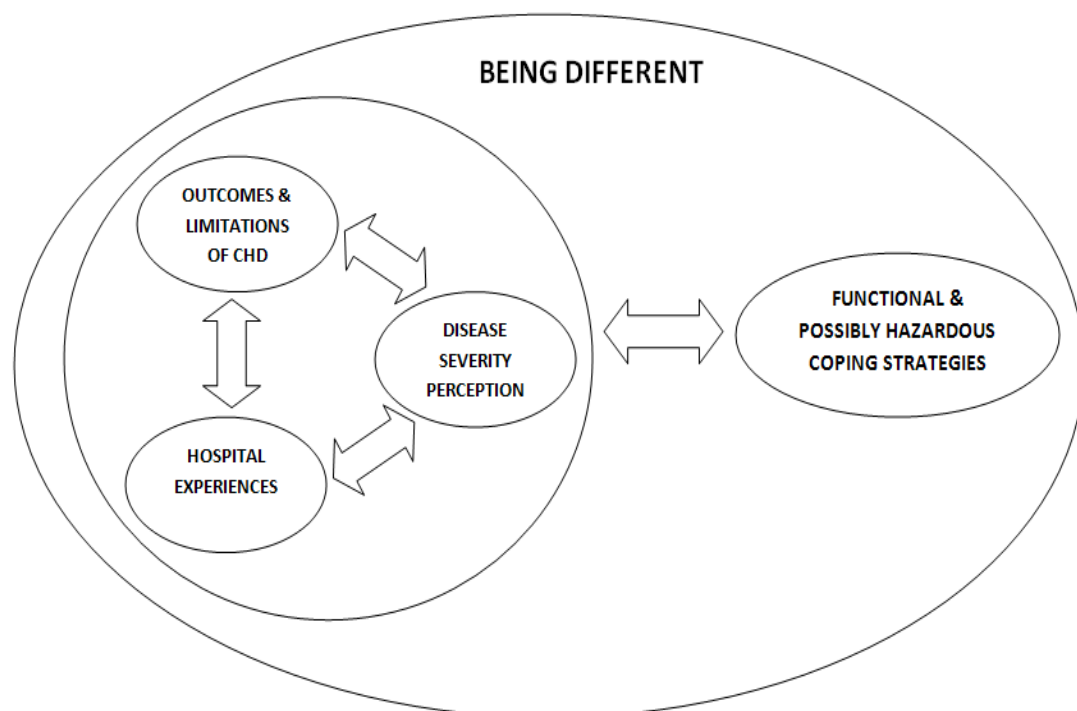 BEING DIFFERENT
OUTCOMES &
LIMITATIONS
OF CHD
DISEASE
SEVERITY
PERCEPTION
HOSPITAL
EXPERIENCES
FUNCTIONAL &
POSSIBLY HAZARDOUS
COPING STRATEGIES